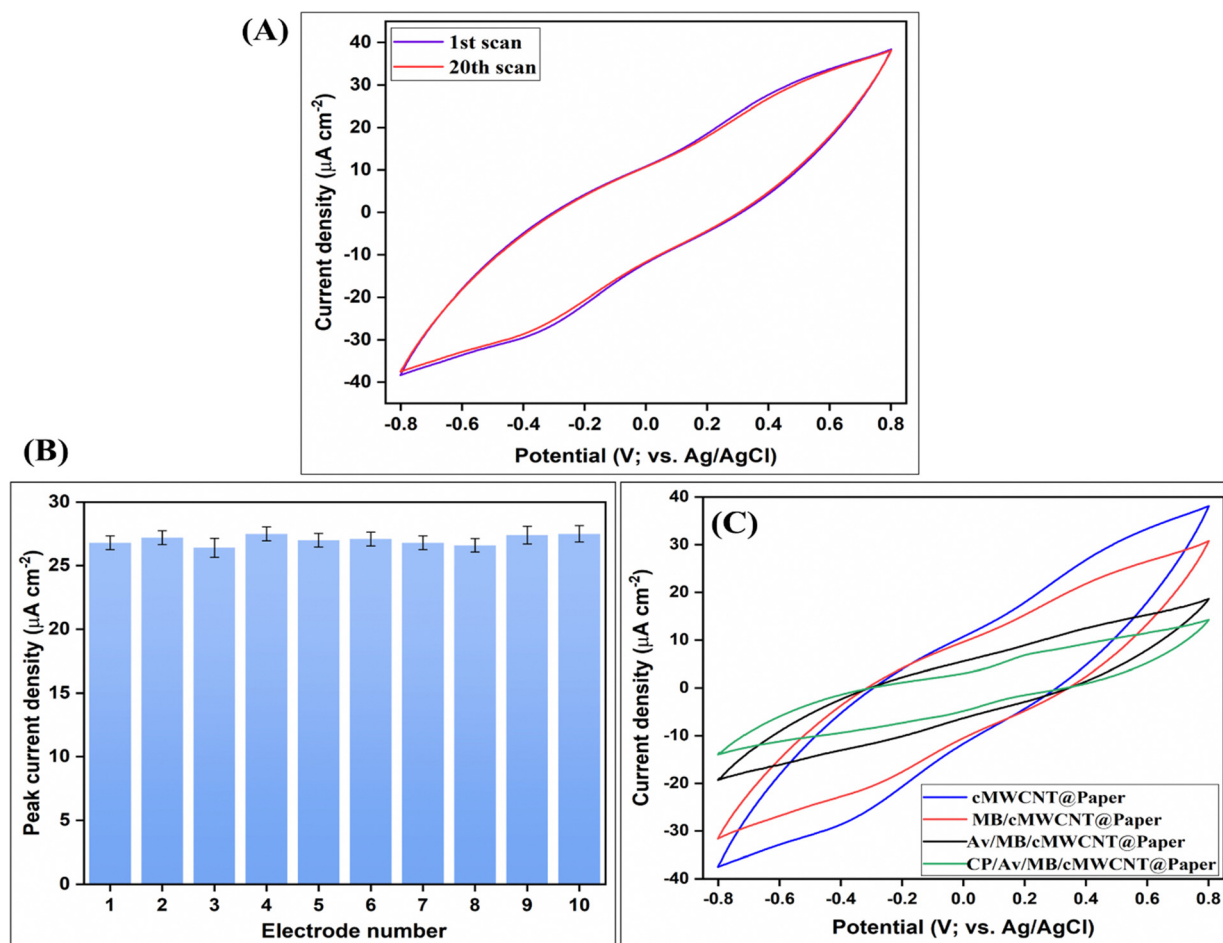 (A)
1st scan
20th scan
Current density (μA cm-2)
40
30
20
10
0
-10
-20
-30
-40
-0.8 -0.6 -0.4 -0.2 0.0 0.2 0.4 0.6 0.8
Potential (V; vs. Ag/AgCl)
(B)
Peak current density (μA cm-2)
30
25
20
15
10
5
0
1 2 3 4 5 6 7 8 9 10
Electrode number
(C)
Current density (μA cm-2)
40
30
20
10
0
-10
-20
-30
-40
cMWCNT@Paper
MB/cMWCNT@Paper
Av/MB/cMWCNT@Paper
CP/Av/MB/cMWCNT@Paper
-0.8 -0.6 -0.4 -0.2 0.0 0.2 0.4 0.6 0.8
Potential (V; vs. Ag/AgCl)